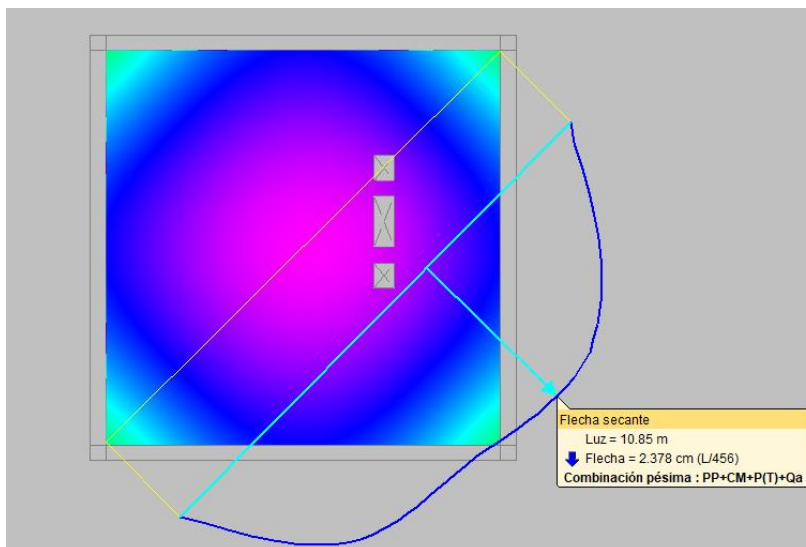 Flecha secante
Luz = 10.85 m
Flecha = 2.378 cm (L/456)
Combinación pésima : PP+CM+P(T)+Qa